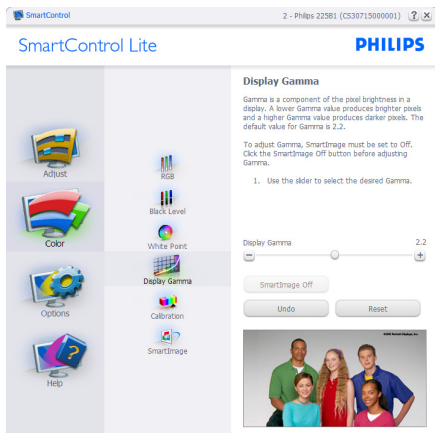 SmartControl
2 - Philips 225B1 (CS30715000001)
SmartControl Lite
PHILIPS
Adjust
Color
Options
Help
RGB
Black Level
White Point
Display Gamma
Calibration
SmartImage
Display Gamma
Gamma is a component of the pixel brightness in a
display. A lower Gamma value produces brighter pixels
and a higher Gamma value produces darker pixels. The
default value for Gamma is 2.2.
To adjust Gamma, SmartImage must be set to Off.
Click the SmartImage Off button before adjusting
Gamma.
1. Use the slider to select the desired Gamma.
Display Gamma 2.2
SmartImage Off
Undo Reset